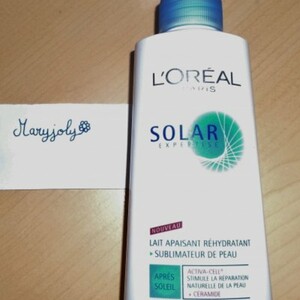 Maryjoly
L'ORÉAL
PARIS
SOLAR
EXPERTISE
NOUVEAU
LAIT APAISANT RÉHYDRATANT
+ SUBLIMATEUR DE PEAU
APRÈS
SOLEIL
ACTIVA-CELL
STIMULE LA RÉPARATION
NATURELLE DE LA PEAU
+ CÉRAMIDE